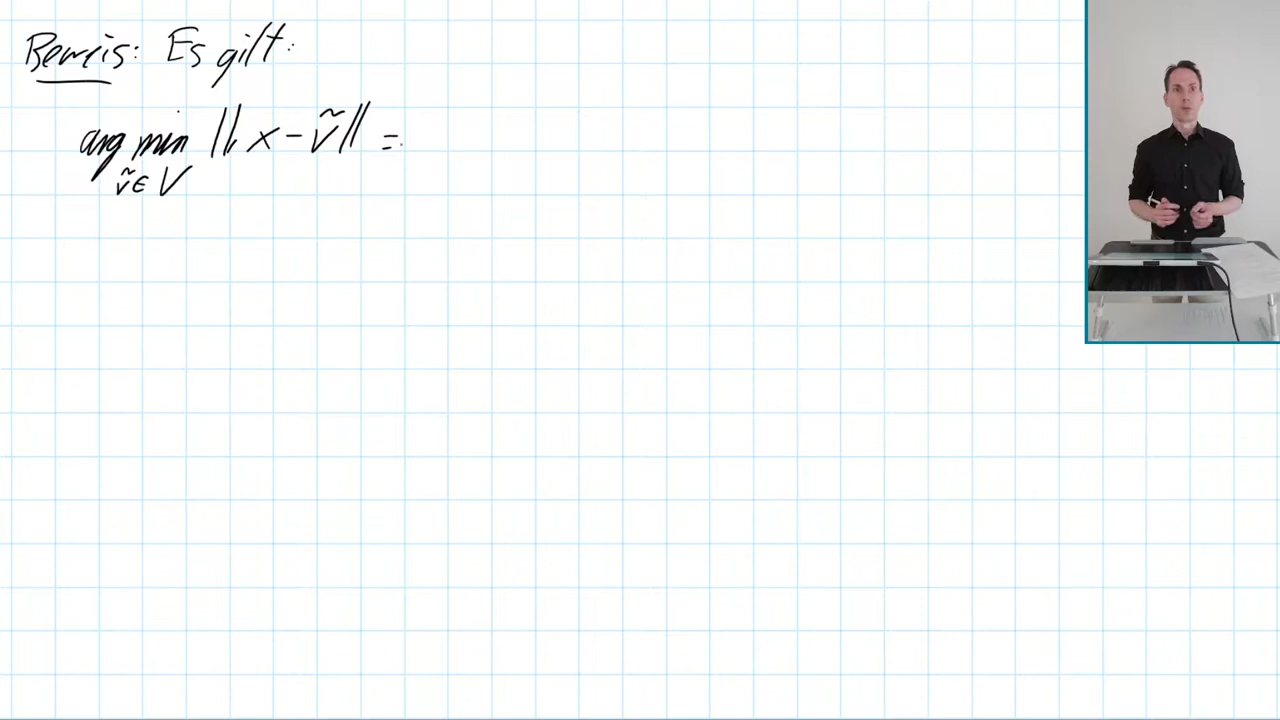 Beweis: Es gilt:
arg min || x - ṽ || =
ṽ ∈ V